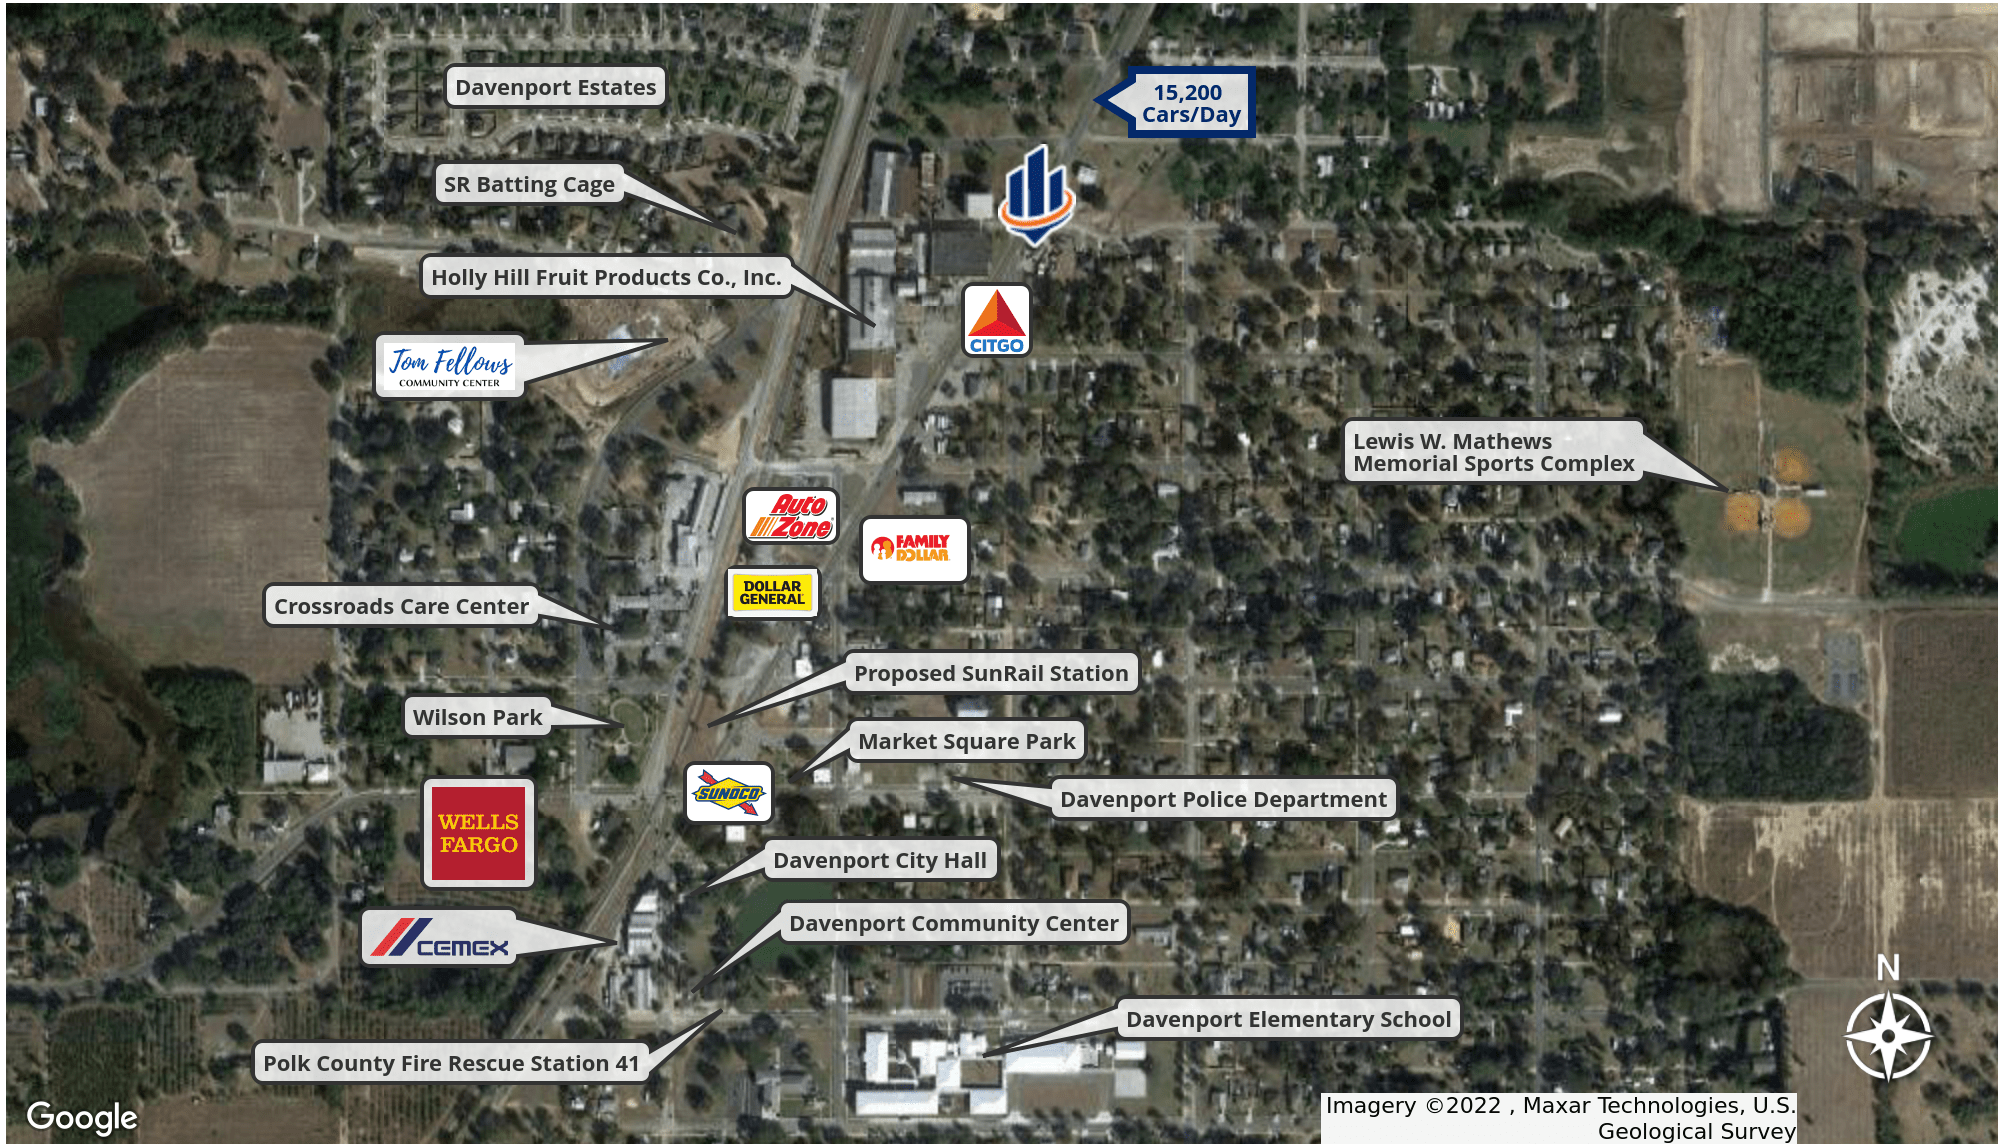 Davenport Estates
15,200
Cars/Day
SR Batting Cage
Holly Hill Fruit Products Co., Inc.
CITGO
Tom Fellows
COMMUNITY CENTER
Lewis W. Mathews
Memorial Sports Complex
Auto
Zone
FAMILY
DOLLAR
DOLLAR
GENERAL
Crossroads Care Center
Proposed SunRail Station
Wilson Park
Market Square Park
SUNOCO
Davenport Police Department
WELLS
FARGO
Davenport City Hall
Davenport Community Center
CEMEX
N
Davenport Elementary School
Polk County Fire Rescue Station 41
Google
Imagery ©2022 , Maxar Technologies, U.S.
Geological Survey